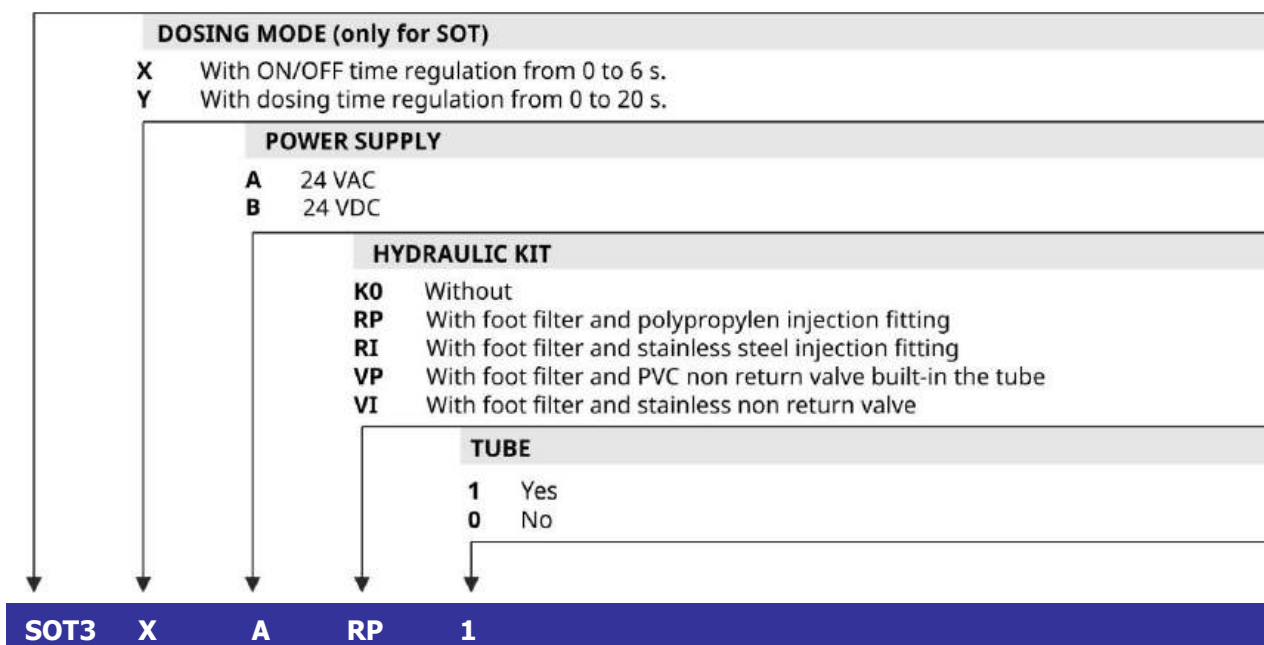 DOSING MODE (only for SOT)
X With ON/OFF time regulation from 0 to 6 s.
Y With dosing time regulation from 0 to 20 s.
POWER SUPPLY
A 24 VAC
B 24 VDC
HYDRAULIC KIT
K0 Without
RP With foot filter and polypropylen injection fitting
RI With foot filter and stainless steel injection fitting
VP With foot filter and PVC non return valve built-in the tube
VI With foot filter and stainless non return valve
TUBE
1 Yes
0 No
SOT3 X A RP 1